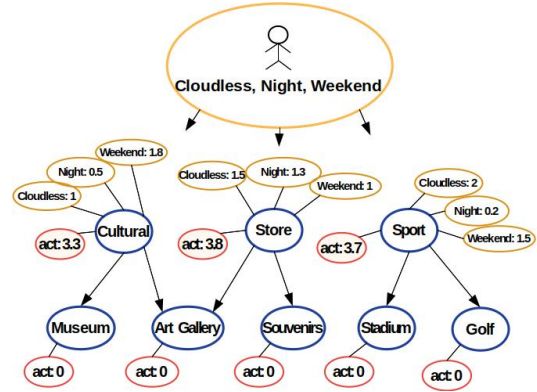 Cloudless, Night, Weekend
Weekend: 1.8
Night: 0.5
Cloudless: 1
Cultural
act: 3.3
Cloudless: 1.5
Night: 1.3
Weekend: 1
Store
act: 3.8
Cloudless: 2
Night: 0.2
Weekend: 1.5
Sport
act: 3.7
Museum
Art Gallery
Souvenirs
Stadium
Golf
act: 0
act: 0
act: 0
act: 0
act: 0